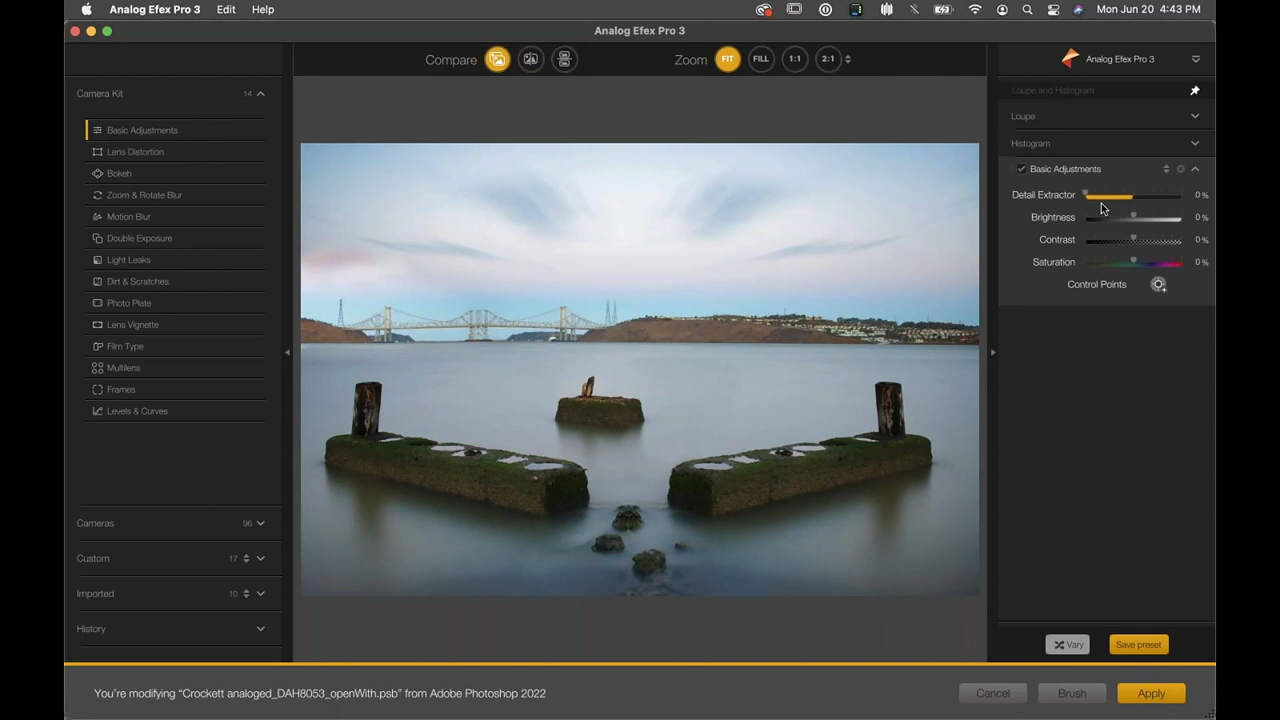 Analog Efex Pro 3 Edit Help
Mon Jun 20 4:43 PM
Analog Efex Pro 3
Compare
Zoom FIT FILL 1:1 2:1
Analog Efex Pro 3
Camera Kit 14
Basic Adjustments
Lens Distortion
Bokeh
Zoom & Rotate Blur
Motion Blur
Double Exposure
Light Leaks
Dirt & Scratches
Photo Plate
Lens Vignette
Film Type
Multilens
Frames
Levels & Curves
Cameras 96
Custom 17
Imported 10
History
Loupe and Histogram
Loupe
Histogram
Basic Adjustments
Detail Extractor 0 %
Brightness 0 %
Contrast 0 %
Saturation 0 %
Control Points
Vary Save preset
You're modifying “Crockett analoged_DAH8053_openWith.psb” from Adobe Photoshop 2022
Cancel Brush Apply